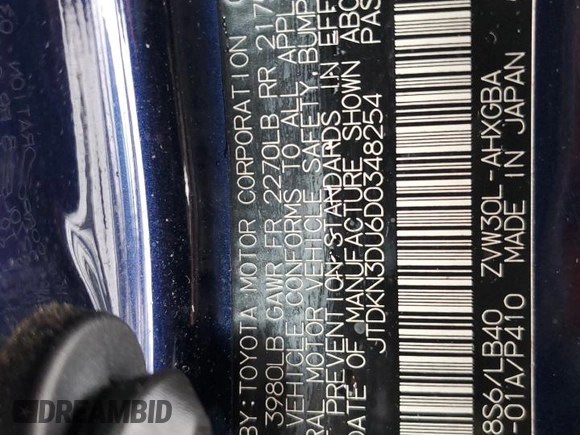 BY: TOYOTA MOTOR CORPORATION
3980LB GAWR FR 2270LB RR 217
VEHICLE CONFORMS TO ALL APPL
RAL MOTOR VEHICLE SAFETY, BUMP
PREVENTION STANDARDS IN EFF
DATE OF MANUFACTURE SHOWN ABO
JTDKN3DU6D0348254 PAS
8S6/LB40 ZVW30L-AHXGBA
-01A/P410 MADE IN JAPAN
DREAMBID